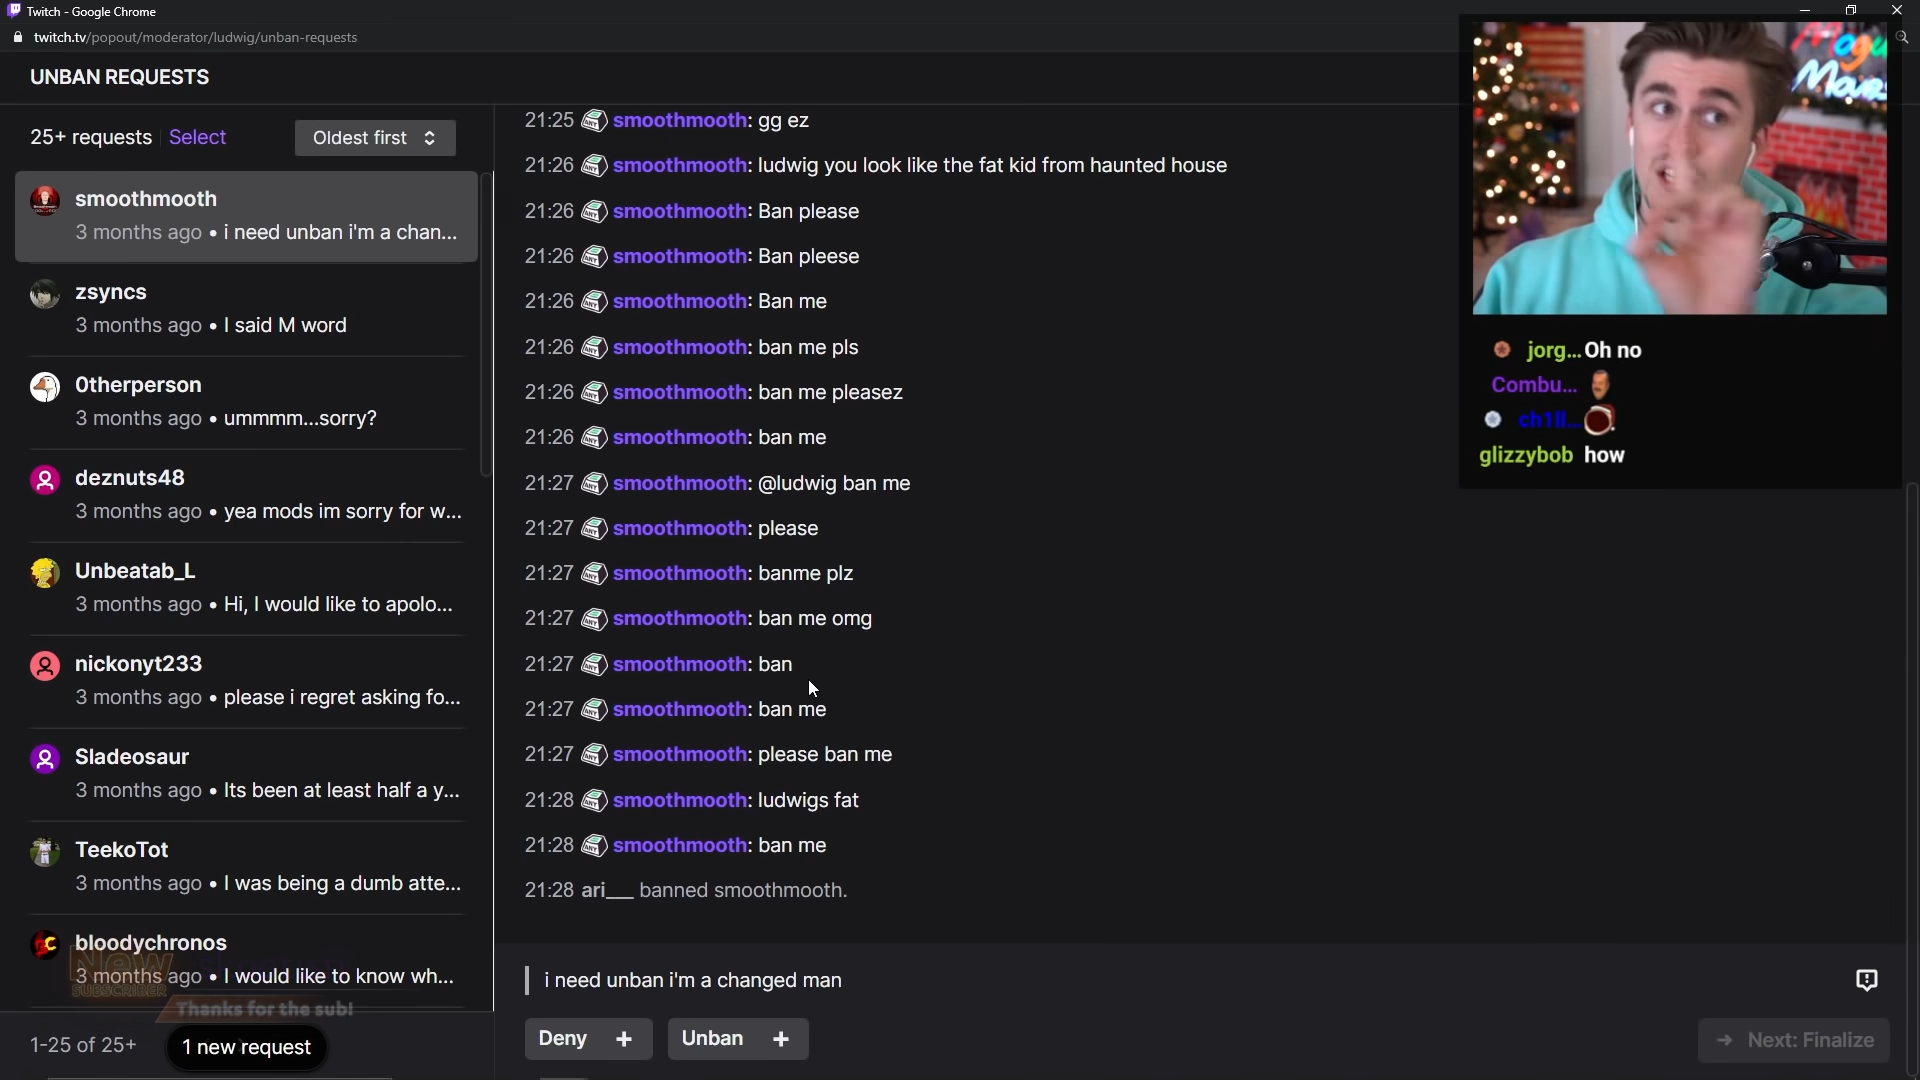 Twitch - Google Chrome
twitch.tv/popout/moderator/ludwig/unban-requests
UNBAN REQUESTS
25+ requests Select Oldest first
smoothmooth
3 months ago • i need unban i'm a chan...
zsyncs
3 months ago • I said M word
0therperson
3 months ago • ummmm...sorry?
deznuts48
3 months ago • yea mods im sorry for w...
Unbeatab_L
3 months ago • Hi, I would like to apolo...
nickonyt233
3 months ago • please i regret asking fo...
Sladeosaur
3 months ago • Its been at least half a y...
TeekoTot
3 months ago • I was being a dumb atte...
bloodychronos
3 months ago • I would like to know wh...
New
SUBSCRIBER
Thanks for the sub!
1-25 of 25+
1 new request
21:25 smoothmooth: gg ez
21:26 smoothmooth: ludwig you look like the fat kid from haunted house
21:26 smoothmooth: Ban please
21:26 smoothmooth: Ban pleese
21:26 smoothmooth: Ban me
21:26 smoothmooth: ban me pls
21:26 smoothmooth: ban me pleasez
21:26 smoothmooth: ban me
21:27 smoothmooth: @ludwig ban me
21:27 smoothmooth: please
21:27 smoothmooth: banme plz
21:27 smoothmooth: ban me omg
21:27 smoothmooth: ban
21:27 smoothmooth: ban me
21:27 smoothmooth: please ban me
21:28 smoothmooth: ludwigs fat
21:28 smoothmooth: ban me
21:28 ari___ banned smoothmooth.
i need unban i'm a changed man
Deny +
Unban +
Next: Finalize
jorg... Oh no
Combu...
ch1ll...
glizzybob how